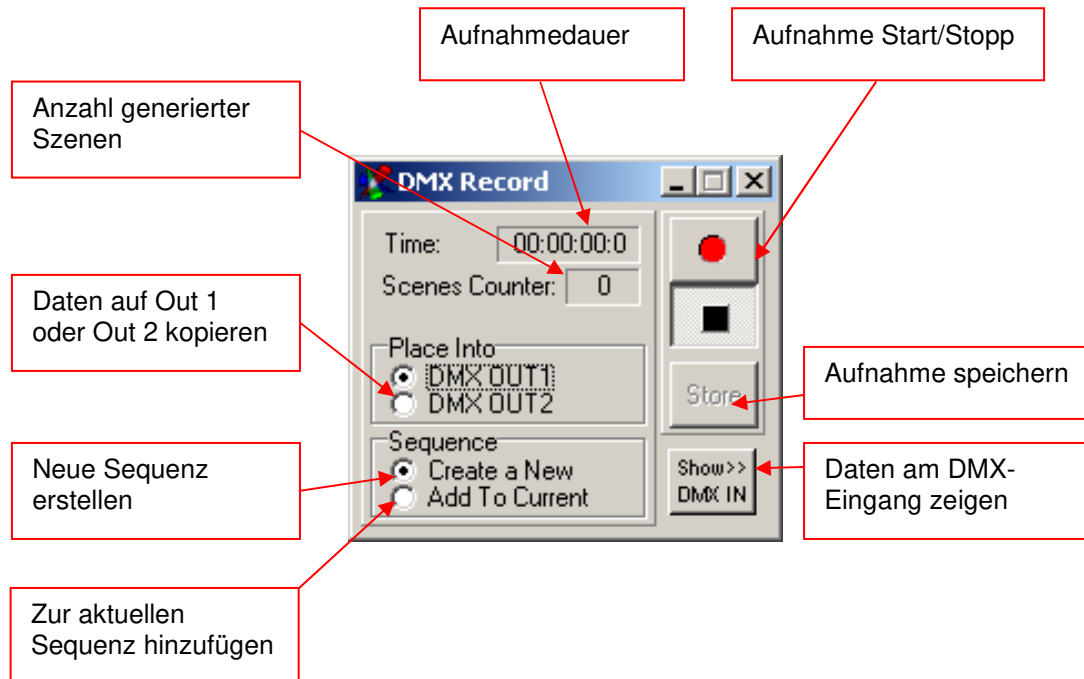 Aufnahmedauer
Aufnahme Start/Stopp
Anzahl generierter
Szenen
DMX Record
Time: 00:00:00:0
Scenes Counter: 0
Daten auf Out 1
oder Out 2 kopieren
Place Into
DMX OUT1
DMX OUT2
Store
Aufnahme speichern
Neue Sequenz
erstellen
Sequence
Create a New
Add To Current
Show>>
DMX IN
Daten am DMX-
Eingang zeigen
Zur aktuellen
Sequenz hinzufügen